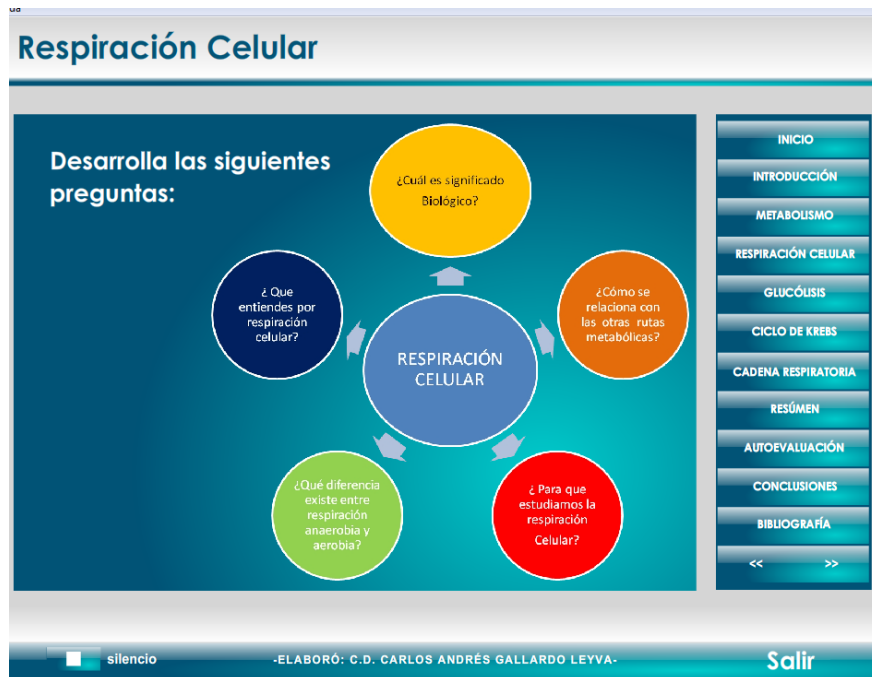 Respiración Celular
Desarrolla las siguientes
preguntas:
¿Cuál es significado
Biológico?
¿ Que
entiendes por
respiración
celular?
¿Cómo se
relaciona con
las otras rutas
metabólicas?
RESPIRACIÓN
CELULAR
¿Qué diferencia
existe entre
respiración
anaerobia y
aerobia?
¿ Para que
estudiamos la
respiración
Celular?
INICIO
INTRODUCCIÓN
METABOLISMO
RESPIRACIÓN CELULAR
GLUCÓLISIS
CICLO DE KREBS
CADENA RESPIRATORIA
RESÚMEN
AUTOEVALUACIÓN
CONCLUSIONES
BIBLIOGRAFÍA
<< >>
silencio
-ELABORÓ: C.D. CARLOS ANDRÉS GALLARDO LEYVA-
Salir